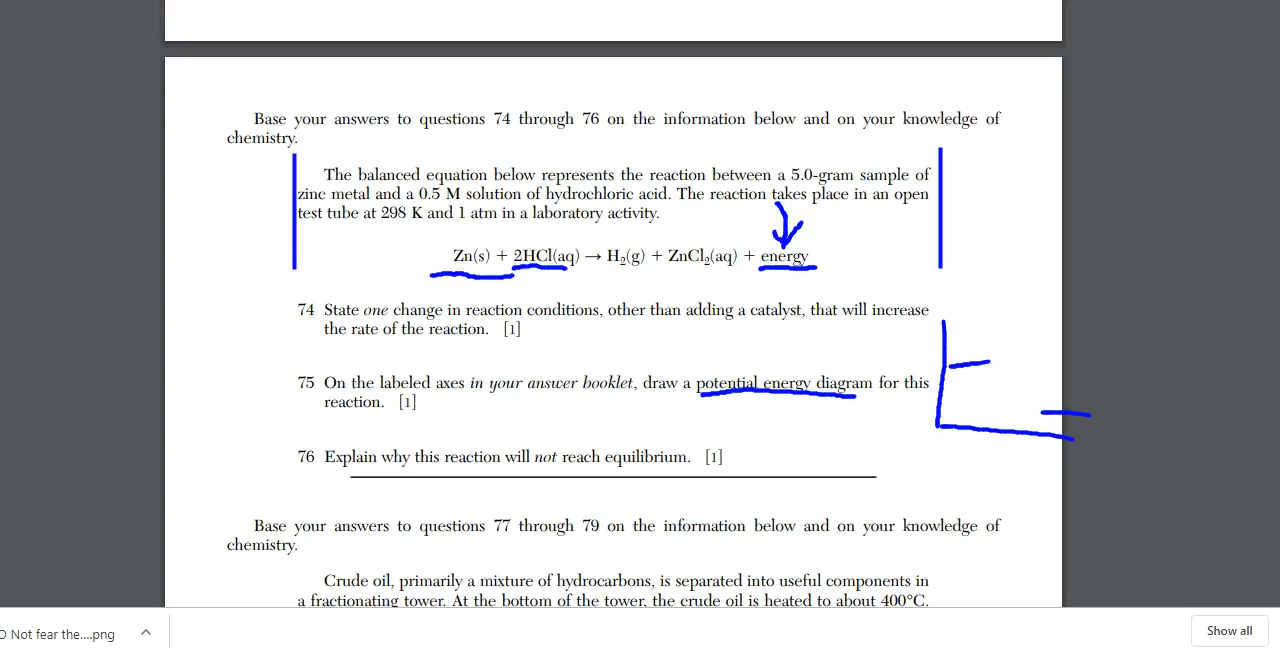 Base your answers to questions 74 through 76 on the information below and on your knowledge of
chemistry.
The balanced equation below represents the reaction between a 5.0-gram sample of
zinc metal and a 0.5 M solution of hydrochloric acid. The reaction takes place in an open
test tube at 298 K and 1 atm in a laboratory activity.
Zn(s) + 2HCl(aq) → H₂(g) + ZnCl₂(aq) + energy
74 State one change in reaction conditions, other than adding a catalyst, that will increase
the rate of the reaction. [1]
75 On the labeled axes in your answer booklet, draw a potential energy diagram for this
reaction. [1]
76 Explain why this reaction will not reach equilibrium. [1]
Base your answers to questions 77 through 79 on the information below and on your knowledge of
chemistry.
Crude oil, primarily a mixture of hydrocarbons, is separated into useful components in
a fractionating tower. At the bottom of the tower, the crude oil is heated to about 400°C.
O Not fear the....png
Show all